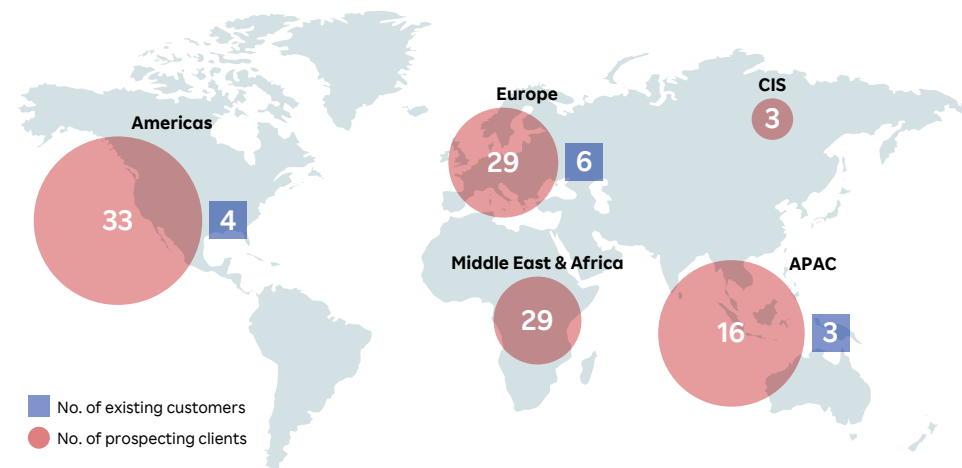 Americas
33
4
Europe
29
6
CIS
3
Middle East & Africa
29
APAC
16
3
No. of existing customers
No. of prospecting clients